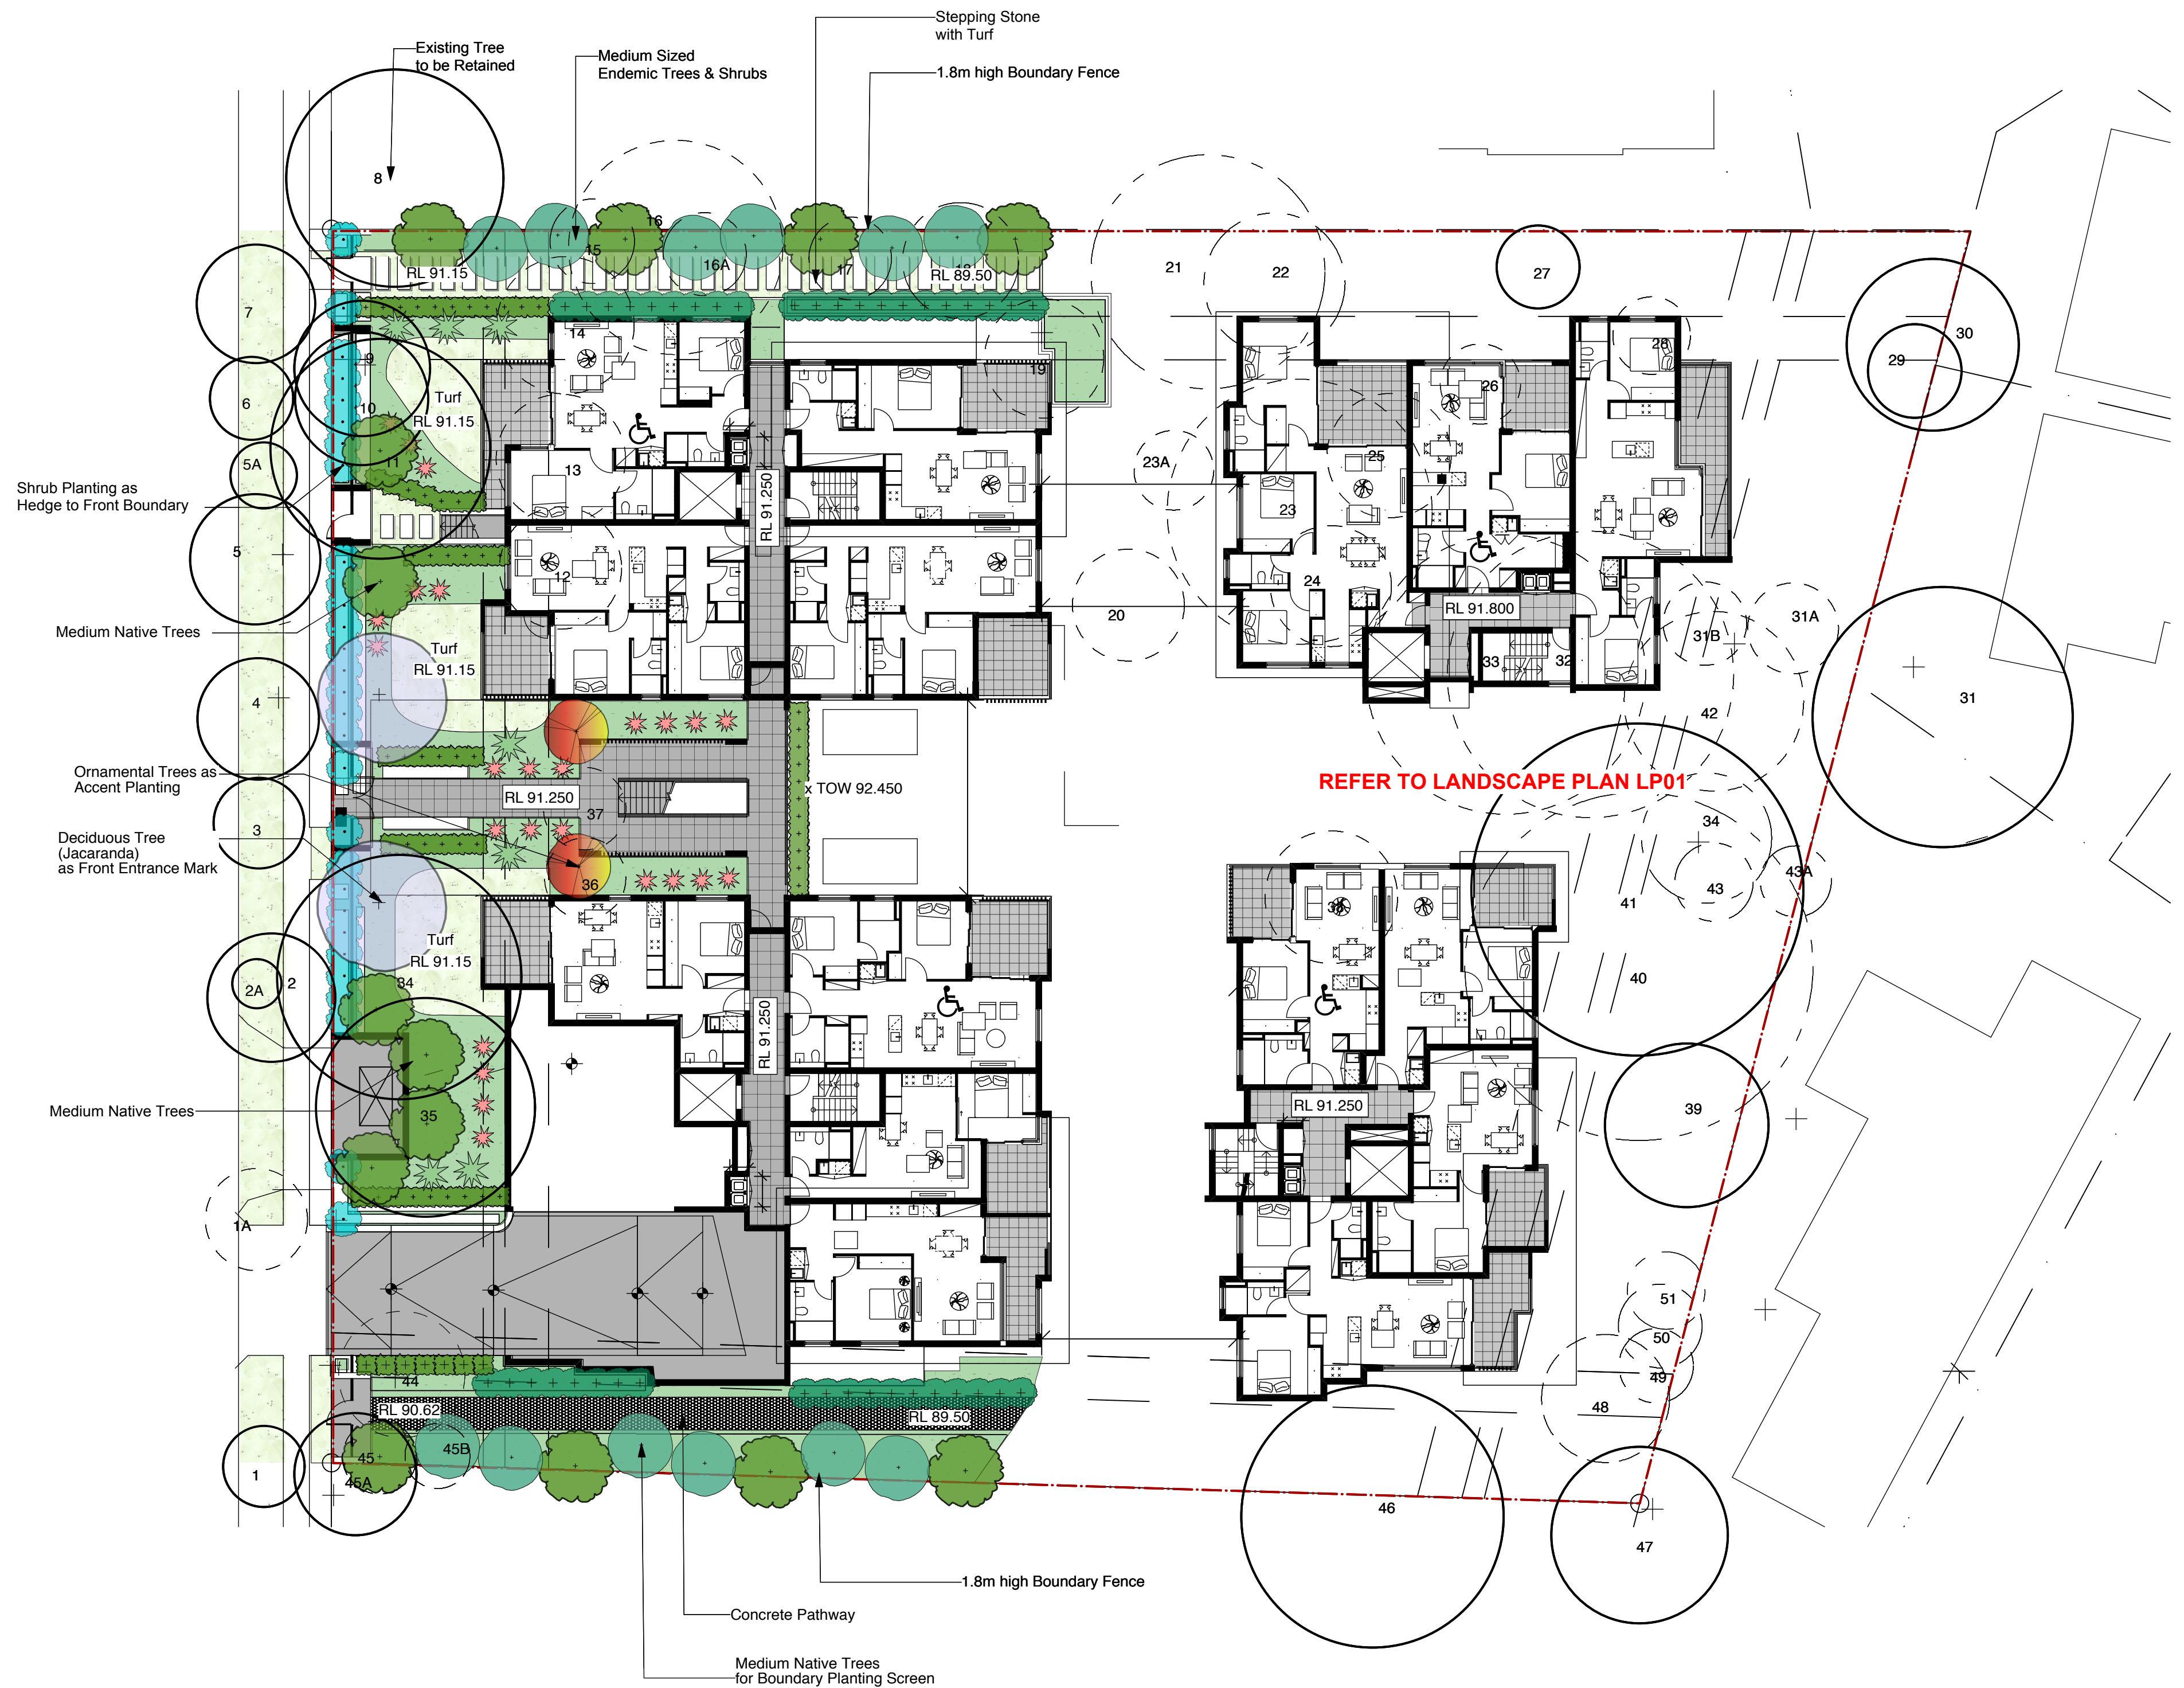 Stepping Stone
with Turf
Existing Tree
to be Retained
Medium Sized
Endemic Trees & Shrubs
1.8m high Boundary Fence
8
16
15
16A
17
18
RL 91.15
RL 89.50
21
22
27
7
14
30
29
28
9
19
26
6
10
Turf
RL 91.15
11
5A
13
25
23A
Shrub Planting as
Hedge to Front Boundary
RL 91.250
23
5
12
24
20
RL 91.800
31A
31B
Medium Native Trees
Turf
RL 91.15
33
32
4
31
42
Ornamental Trees as
Accent Planting
REFER TO LANDSCAPE PLAN LP01
x TOW 92.450
RL 91.250
37
3
34
Deciduous Tree
(Jacaranda)
as Front Entrance Mark
36
43A
43
38
41
Turf
RL 91.15
34
2
2A
40
RL 91.250
Medium Native Trees
35
RL 91.250
39
1A
51
50
49
44
48
RL 90.62
RL 89.50
45B
45
45A
1
46
47
1.8m high Boundary Fence
Concrete Pathway
Medium Native Trees
for Boundary Planting Screen